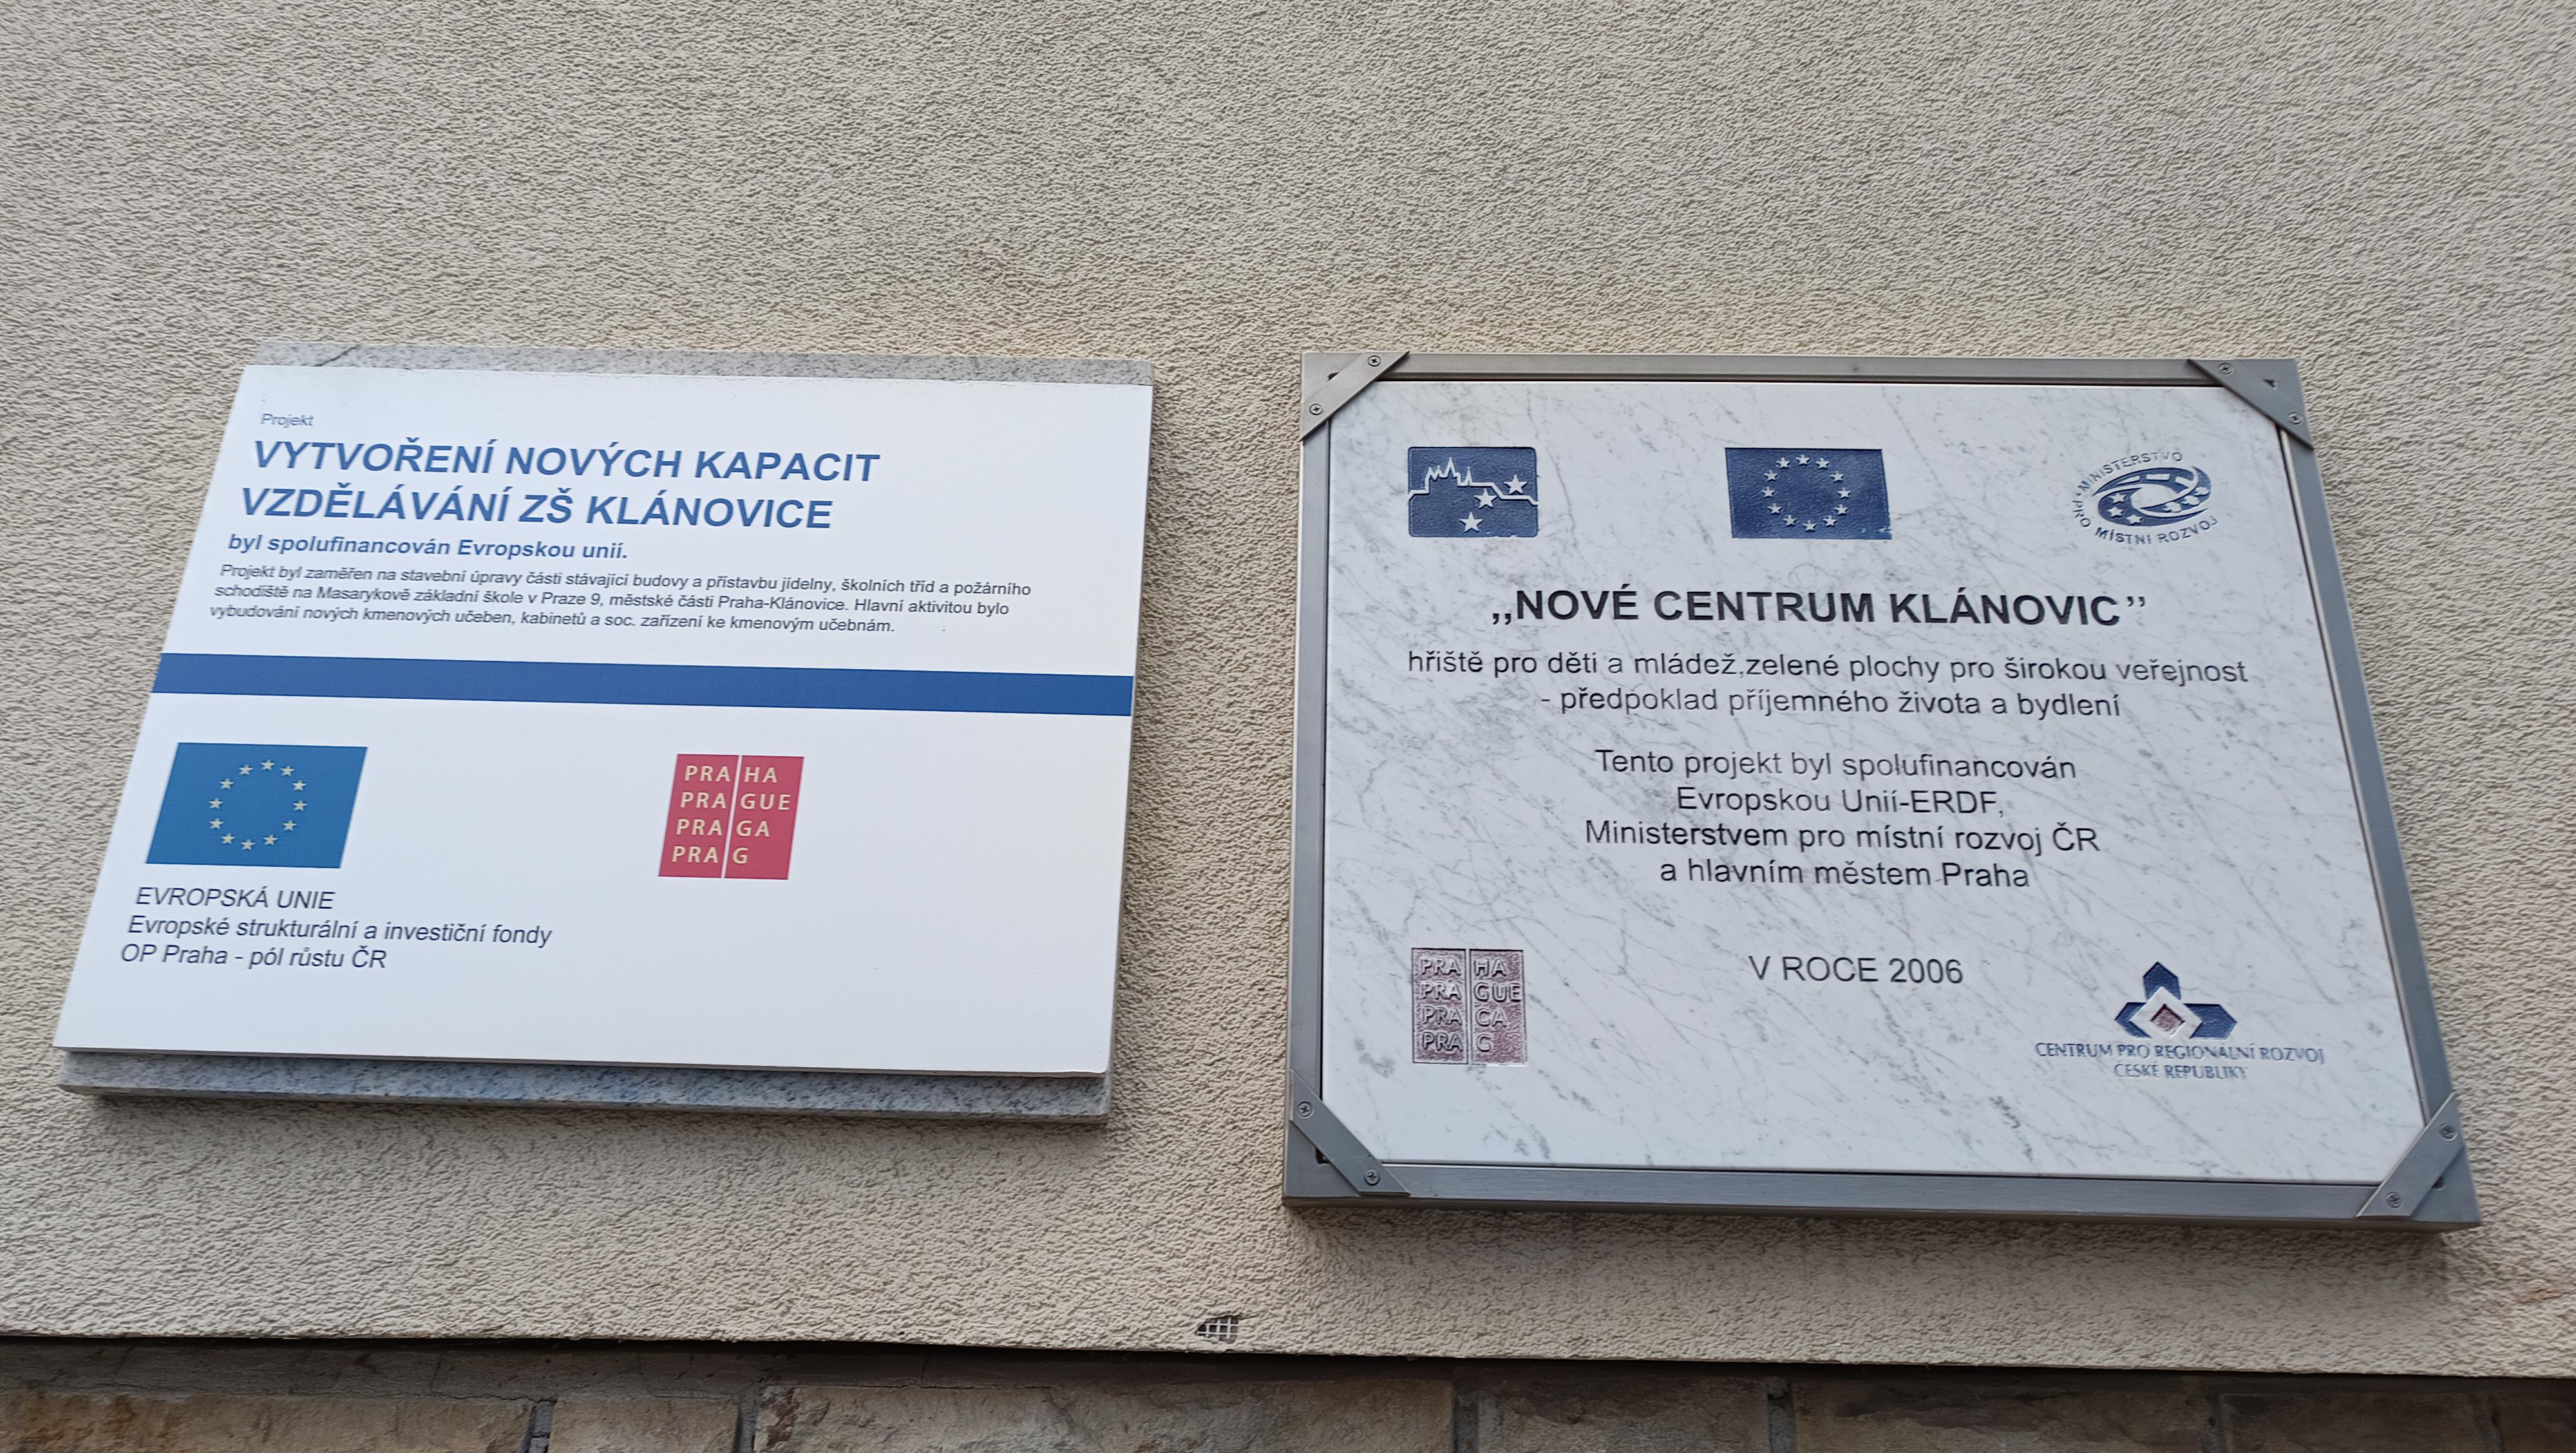 Projekt
VYTVOŘENÍ NOVÝCH KAPACIT
VZDĚLÁVÁNÍ ZŠ KLÁNOVICE
byl spolufinancován Evropskou unií.
Projekt byl zaměřen na stavební úpravy části stávající budovy a přístavbu jídelny, školních tříd a požárního
schodiště na Masarykově základní škole v Praze 9, městské části Praha-Klánovice. Hlavní aktivitou bylo
vybudování nových kmenových učeben, kabinetů a soc. zařízení ke kmenovým učebnám.
EVROPSKÁ UNIE
Evropské strukturální a investiční fondy
OP Praha - pól růstu ČR
PRA HA
PRA GUE
PRA GA
PRA G
MINISTERSTVO
PRO MÍSTNÍ ROZVOJ
,,NOVÉ CENTRUM KLÁNOVIC’’
hřiště pro děti a mládež,zelené plochy pro širokou veřejnost
- předpoklad příjemného života a bydlení
Tento projekt byl spolufinancován
Evropskou Unií-ERDF,
Ministerstvem pro místní rozvoj ČR
a hlavním městem Praha
V ROCE 2006
PRA HA
PRA GUE
PRA GA
PRA G
CENTRUM PRO REGIONÁLNÍ ROZVOJ
ČESKÉ REPUBLIKY